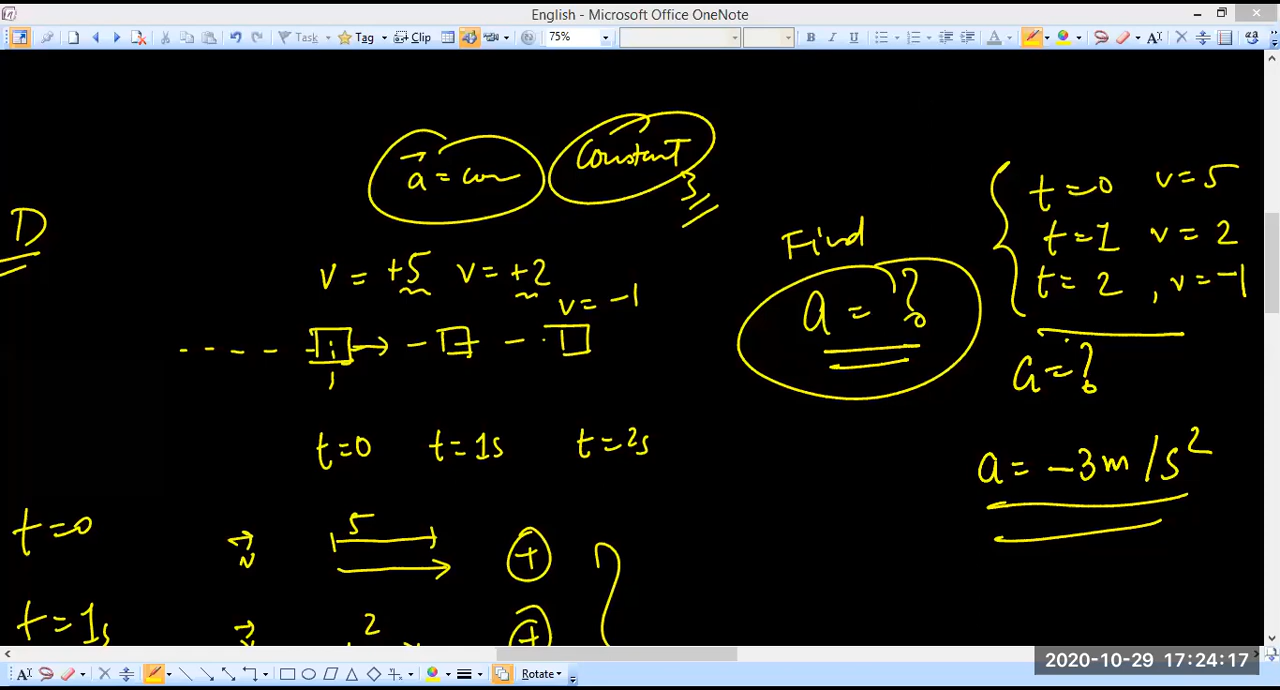 English - Microsoft Office OneNote
Task Tag Clip 75% B I U
a = con Constant
t=0 v=5
D
t=1 v=2
Find
v = +5 v = +2
t=2, v=-1
v=-1
a = ?
a=?
t=0 t=1s t=2s
a = -3m/s²
t=0 v 5 +
t=1s v 2 +
2020-10-29 17:24:17
Rotate